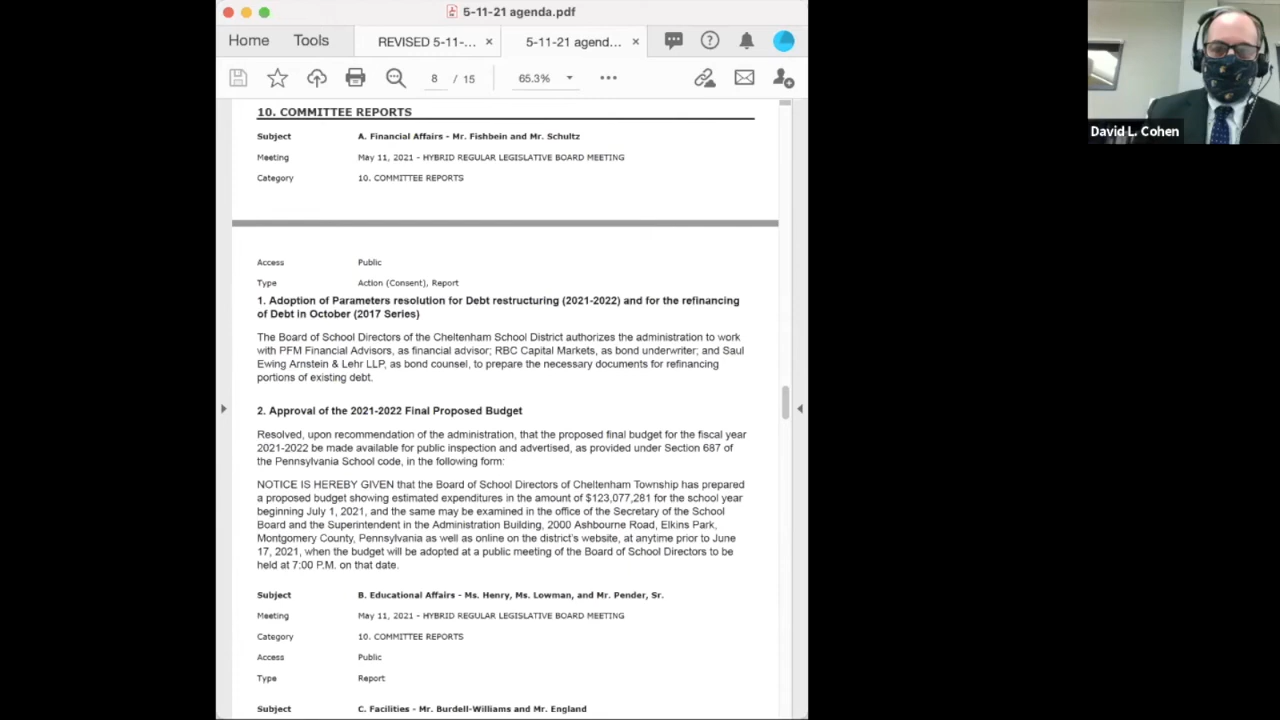 5-11-21 agenda.pdf
Home Tools REVISED 5-11-... × 5-11-21 agend... ×
8 / 15 65.3%
David L. Cohen
10. COMMITTEE REPORTS
Subject A. Financial Affairs - Mr. Fishbein and Mr. Schultz
Meeting May 11, 2021 - HYBRID REGULAR LEGISLATIVE BOARD MEETING
Category 10. COMMITTEE REPORTS
Access Public
Type Action (Consent), Report
1. Adoption of Parameters resolution for Debt restructuring (2021-2022) and for the refinancing
of Debt in October (2017 Series)
The Board of School Directors of the Cheltenham School District authorizes the administration to work
with PFM Financial Advisors, as financial advisor; RBC Capital Markets, as bond underwriter; and Saul
Ewing Arnstein & Lehr LLP, as bond counsel, to prepare the necessary documents for refinancing
portions of existing debt.
2. Approval of the 2021-2022 Final Proposed Budget
Resolved, upon recommendation of the administration, that the proposed final budget for the fiscal year
2021-2022 be made available for public inspection and advertised, as provided under Section 687 of
the Pennsylvania School code, in the following form:
NOTICE IS HEREBY GIVEN that the Board of School Directors of Cheltenham Township has prepared
a proposed budget showing estimated expenditures in the amount of $123,077,281 for the school year
beginning July 1, 2021, and the same may be examined in the office of the Secretary of the School
Board and the Superintendent in the Administration Building, 2000 Ashbourne Road, Elkins Park,
Montgomery County, Pennsylvania as well as online on the district's website, at anytime prior to June
17, 2021, when the budget will be adopted at a public meeting of the Board of School Directors to be
held at 7:00 P.M. on that date.
Subject B. Educational Affairs - Ms. Henry, Ms. Lowman, and Mr. Pender, Sr.
Meeting May 11, 2021 - HYBRID REGULAR LEGISLATIVE BOARD MEETING
Category 10. COMMITTEE REPORTS
Access Public
Type Report
Subject C. Facilities - Mr. Burdell-Williams and Mr. England